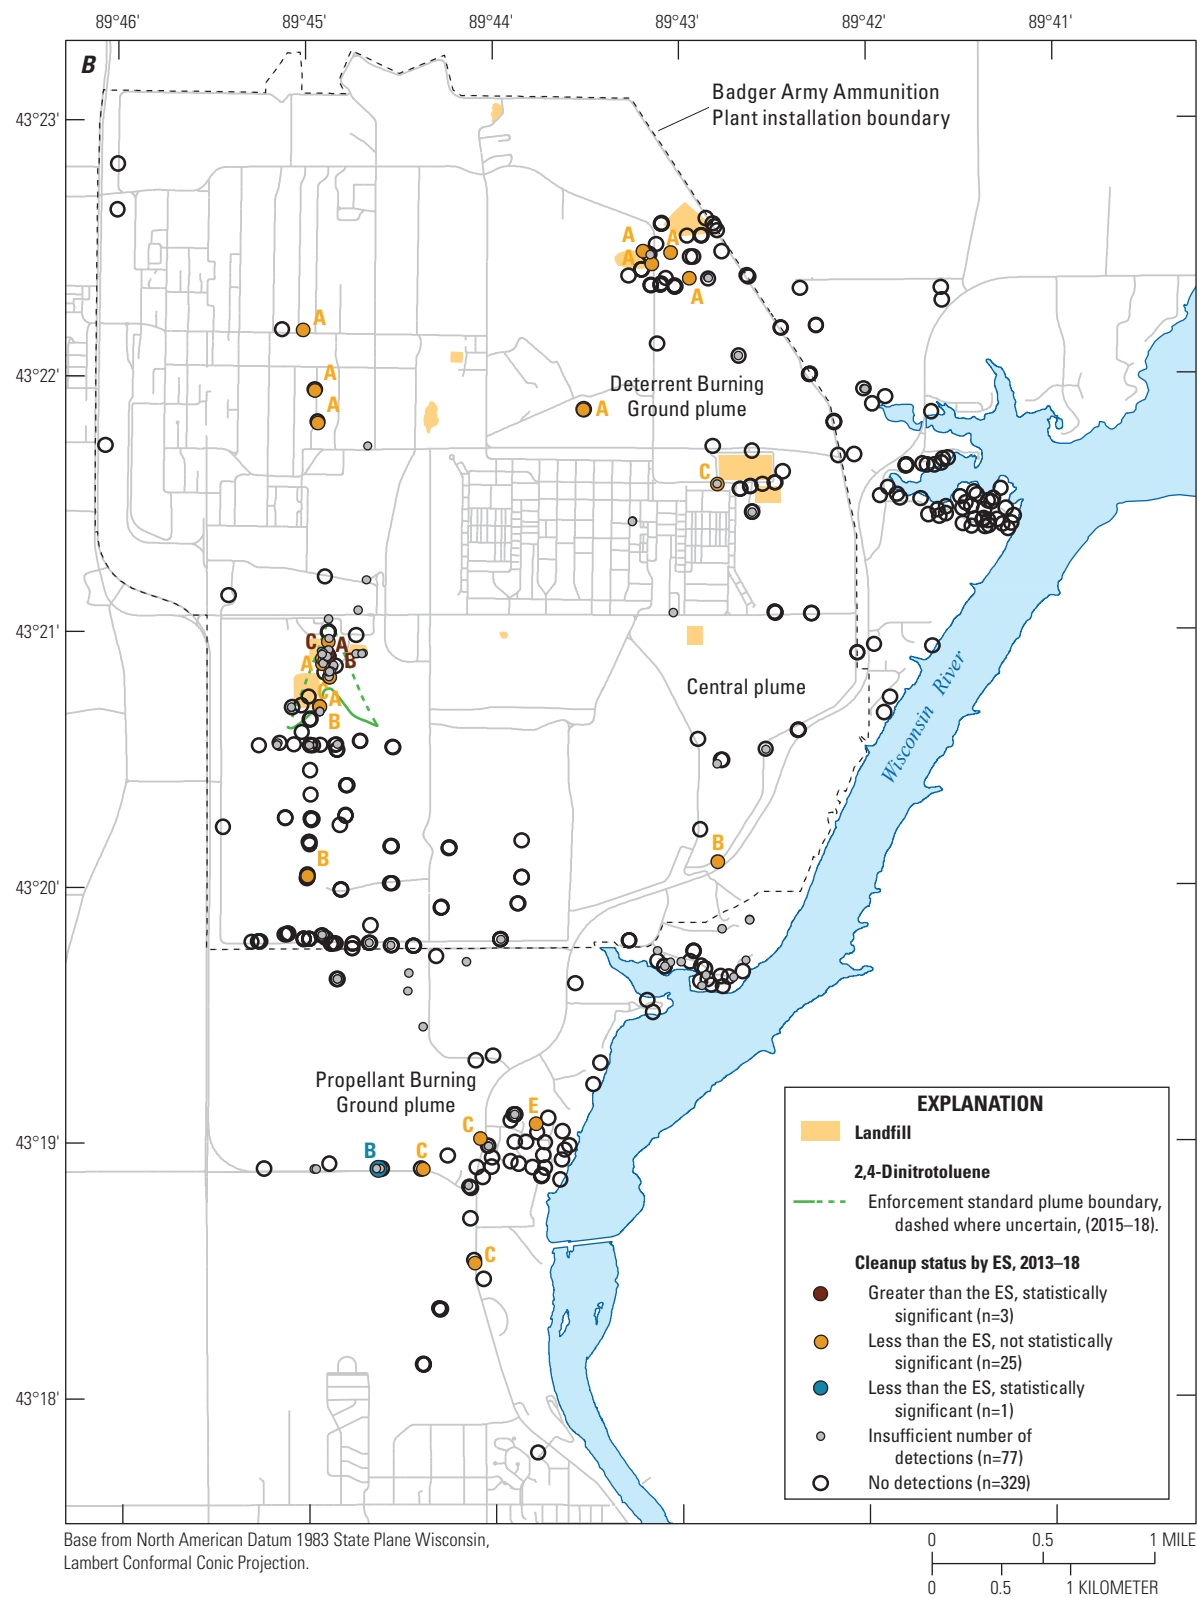 89°46' 89°45' 89°44' 89°43' 89°42' 89°41'
B
43°23'
Badger Army Ammunition
Plant installation boundary
A
A
A
A
A
43°22'
A
A
Deterrent Burning
Ground plume
A
C
43°21'
C
A
B
A
C
A
B
Central plume
Wisconsin River
B
B
43°20'
Propellant Burning
Ground plume
E
C
43°19'
B
C
C
43°18'
EXPLANATION
Landfill
2,4-Dinitrotoluene
Enforcement standard plume boundary,
dashed where uncertain, (2015–18).
Cleanup status by ES, 2013–18
Greater than the ES, statistically
significant (n=3)
Less than the ES, not statistically
significant (n=25)
Less than the ES, statistically
significant (n=1)
Insufficient number of
detections (n=77)
No detections (n=329)
Base from North American Datum 1983 State Plane Wisconsin,
Lambert Conformal Conic Projection.
0 0.5 1 MILE
0 0.5 1 KILOMETER